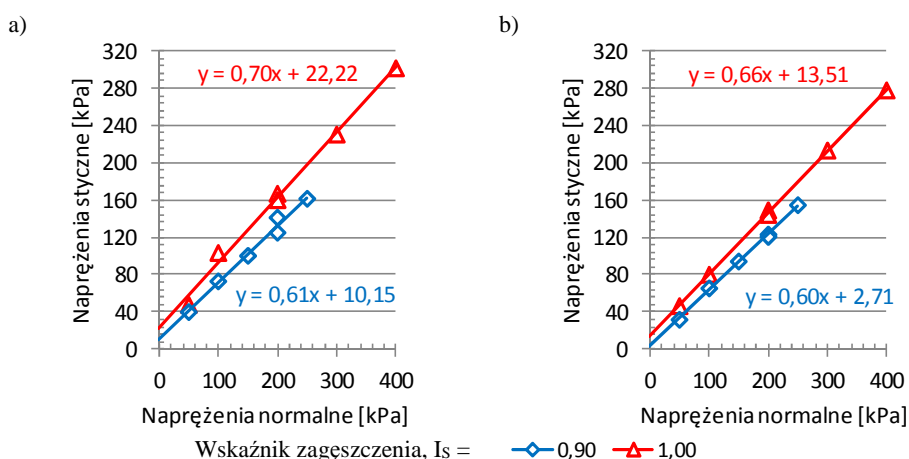 a)
Naprężenia styczne [kPa]
320
280
240
200
160
120
80
40
0
y = 0,70x + 22,22
y = 0,61x + 10,15
0 100 200 300 400
Naprężenia normalne [kPa]
b)
Naprężenia styczne [kPa]
320
280
240
200
160
120
80
40
0
y = 0,66x + 13,51
y = 0,60x + 2,71
0 100 200 300 400
Naprężenia normalne [kPa]
Wskaźnik zagęszczenia, Is = 0,90 1,00